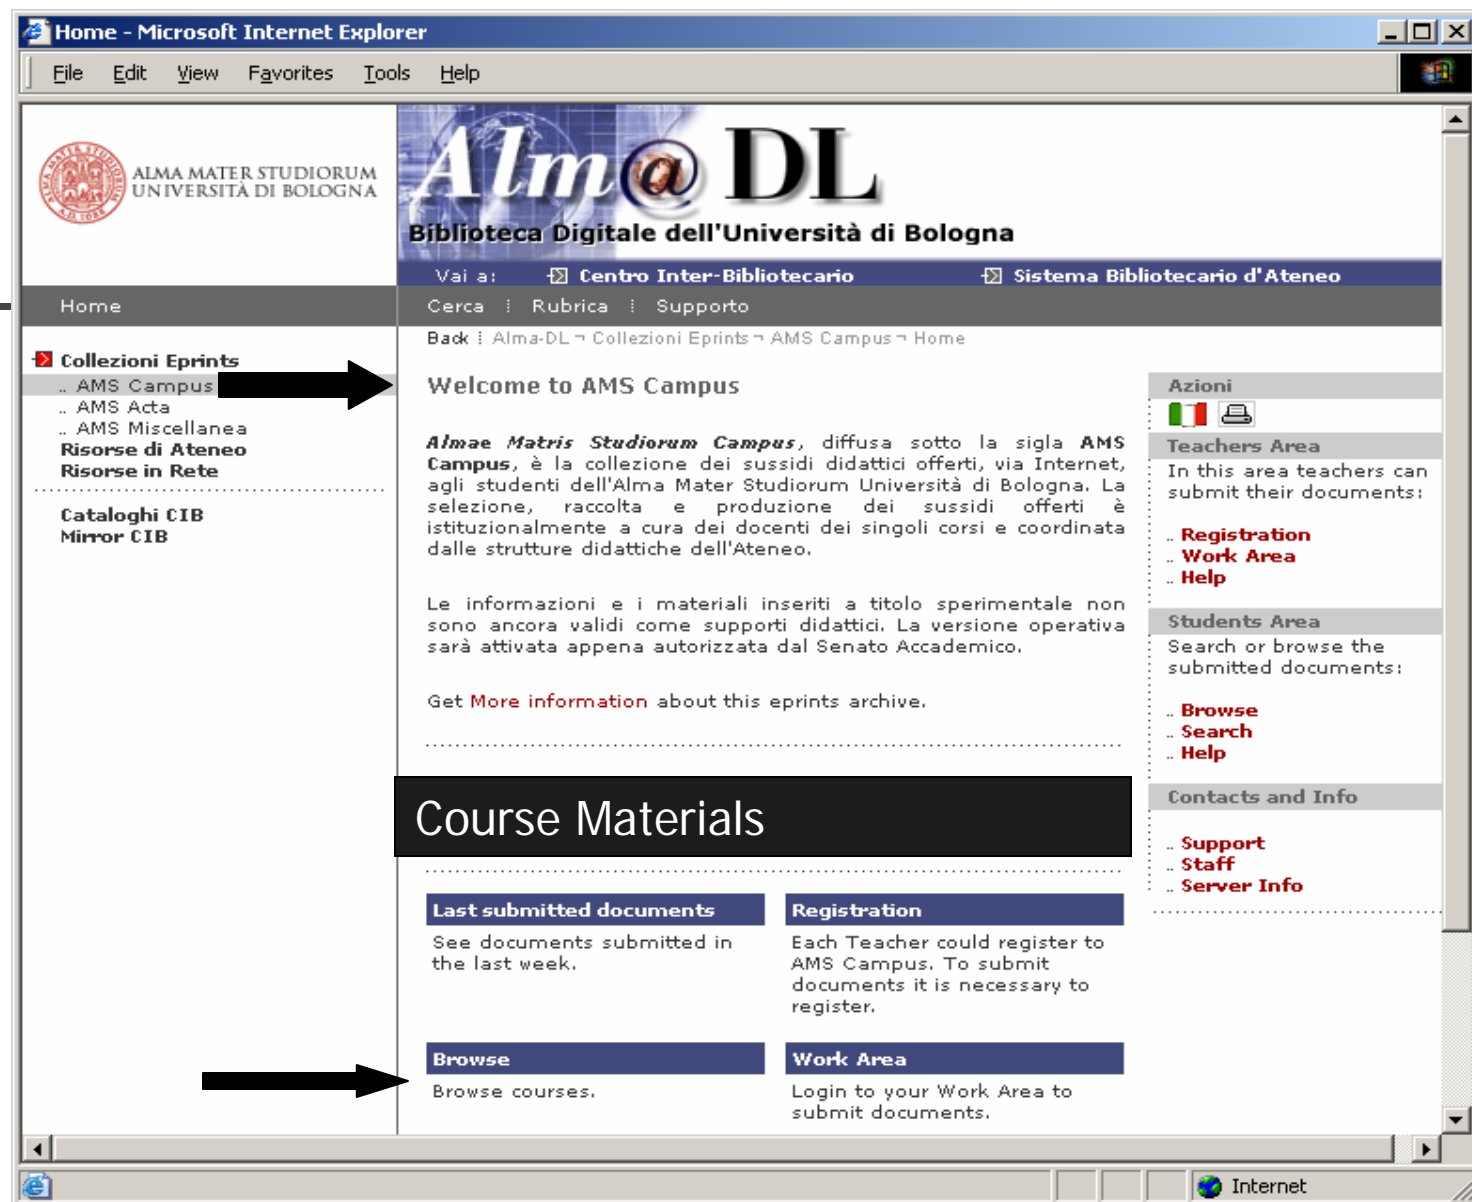 Home - Microsoft Internet Explorer
File Edit View Favorites Tools Help
ALMA MATER STUDIORUM
UNIVERSITÀ DI BOLOGNA
A.D. 1088
Alm@ DL
Biblioteca Digitale dell'Università di Bologna
Vai a: Centro Inter-Bibliotecario Sistema Bibliotecario d'Ateneo
Home
Cerca Rubrica Supporto
Back Alma-DL ¬ Collezioni Eprints ¬ AMS Campus ¬ Home
Collezioni Eprints
.. AMS Campus
.. AMS Acta
.. AMS Miscellanea
Risorse di Ateneo
Risorse in Rete
Cataloghi CIB
Mirror CIB
Welcome to AMS Campus
Almae Matris Studiorum Campus, diffusa sotto la sigla AMS
Campus, è la collezione dei sussidi didattici offerti, via Internet,
agli studenti dell'Alma Mater Studiorum Università di Bologna. La
selezione, raccolta e produzione dei sussidi offerti è
istituzionalmente a cura dei docenti dei singoli corsi e coordinata
dalle strutture didattiche dell'Ateneo.
Le informazioni e i materiali inseriti a titolo sperimentale non
sono ancora validi come supporti didattici. La versione operativa
sarà attivata appena autorizzata dal Senato Accademico.
Get More information about this eprints archive.
Course Materials
Last submitted documents
See documents submitted in
the last week.
Registration
Each Teacher could register to
AMS Campus. To submit
documents it is necessary to
register.
Browse
Browse courses.
Work Area
Login to your Work Area to
submit documents.
Azioni
Teachers Area
In this area teachers can
submit their documents:
.. Registration
.. Work Area
.. Help
Students Area
Search or browse the
submitted documents:
.. Browse
.. Search
.. Help
Contacts and Info
.. Support
.. Staff
.. Server Info
Internet